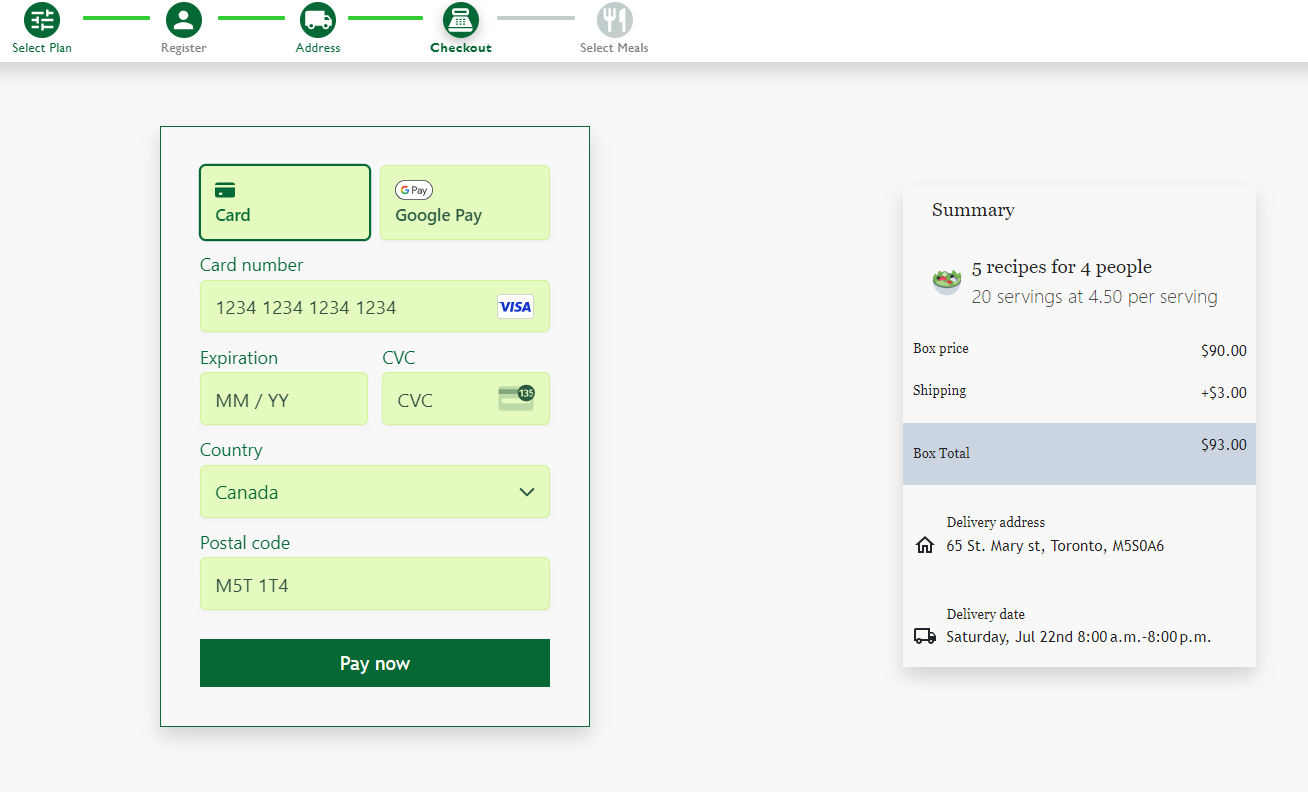 Select Plan
Register
Address
Checkout
Select Meals
Card
G Pay
Google Pay
Card number
1234 1234 1234 1234
VISA
Expiration
CVC
MM / YY
CVC
135
Country
Canada
Postal code
M5T 1T4
Pay now
Summary
5 recipes for 4 people
20 servings at 4.50 per serving
Box price
$90.00
Shipping
+$3.00
Box Total
$93.00
Delivery address
65 St. Mary st, Toronto, M5S0A6
Delivery date
Saturday, Jul 22nd 8:00 a.m.-8:00 p.m.